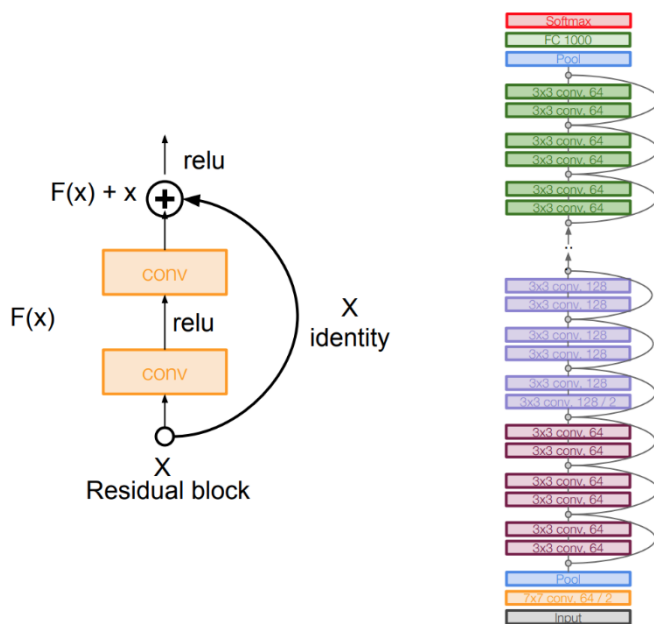 relu
F(x) + x
conv
F(x)
relu
X
identity
conv
X
Residual block
Softmax
FC 1000
Pool
3x3 conv, 64
3x3 conv, 64
3x3 conv, 64
3x3 conv, 64
3x3 conv, 64
3x3 conv, 64
..
3x3 conv, 128
3x3 conv, 128
3x3 conv, 128
3x3 conv, 128
3x3 conv, 128
3x3 conv, 128 / 2
3x3 conv, 64
3x3 conv, 64
3x3 conv, 64
3x3 conv, 64
3x3 conv, 64
3x3 conv, 64
Pool
7x7 conv, 64 / 2
Input